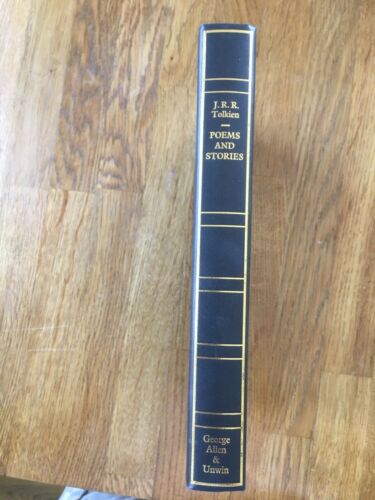 J. R. R.
Tolkien
POEMS
AND
STORIES
George
Allen
&
Unwin